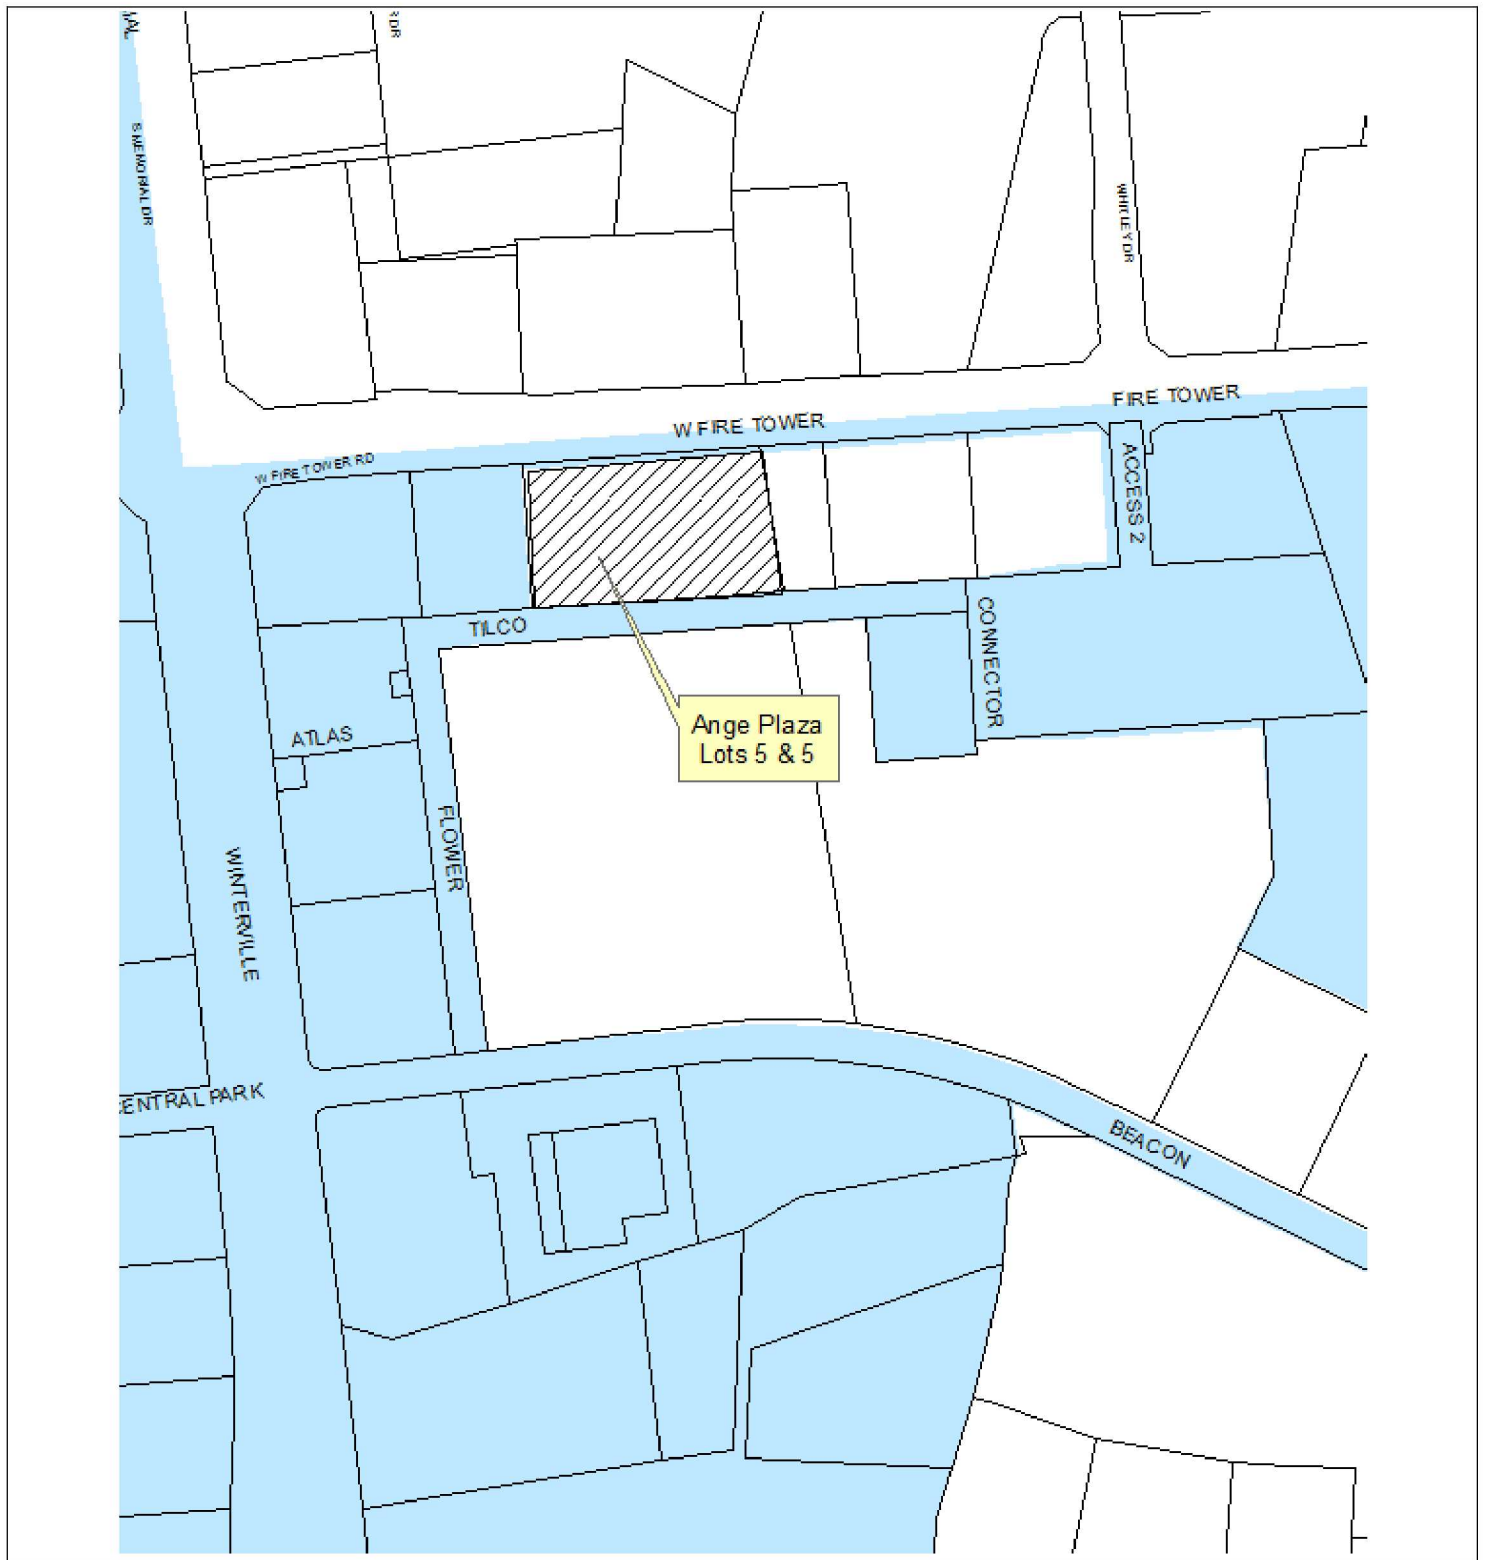 S MEMORIAL DR
WHITLEY DR
FIRE TOWER
W FIRE TOWER
W FIRE TOWER RD
ACCESS 2
TILCO
CONNECTOR
Ange Plaza
Lots 5 & 5
ATLAS
FLOWER
WINTERVILLE
CENTRAL PARK
BEACON